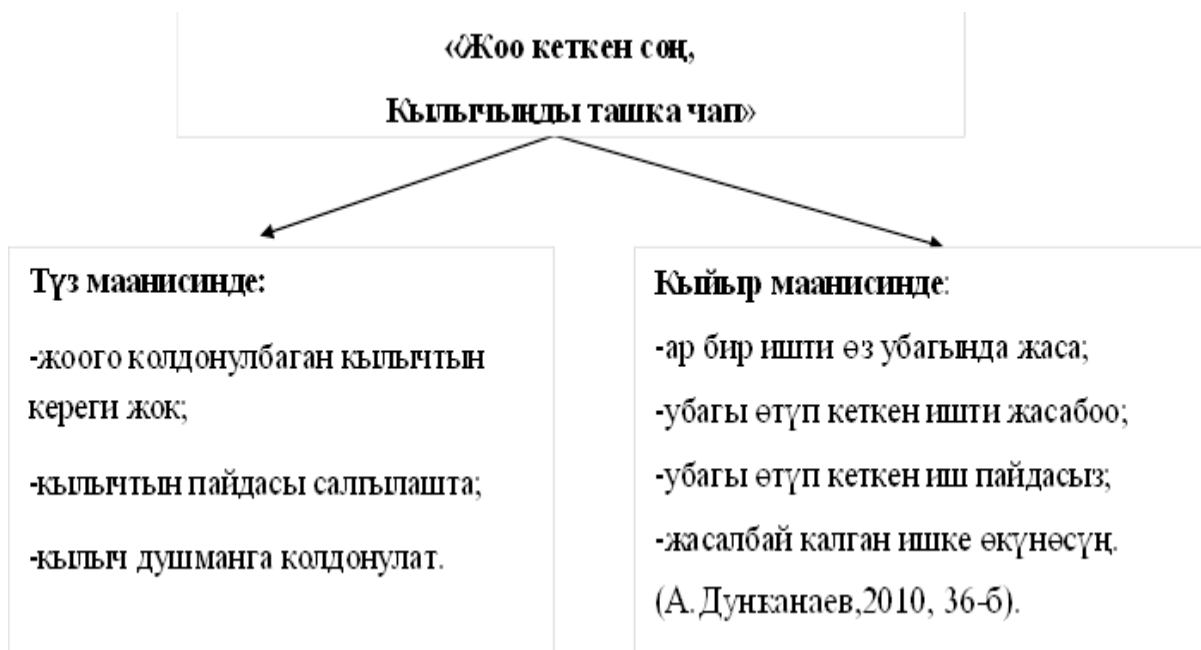 «Жоо кеткен соң,
Кылычыңды ташка чап»
Түз маанисинде:
-жоого колдонулбаган кылычтын
кереги жок;
-кылычтын пайдасы салгылашта;
-кылыч душманга колдонулат.
Кыйыр маанисинде:
-ар бир ишти өз убагында жаса;
-убагы өтүп кеткен ишти жасабоо;
-убагы өтүп кеткен иш пайдасыз;
-жасалбай калган ишке өкүнөсүң.
(А.Дунканаев,2010, 36-б).